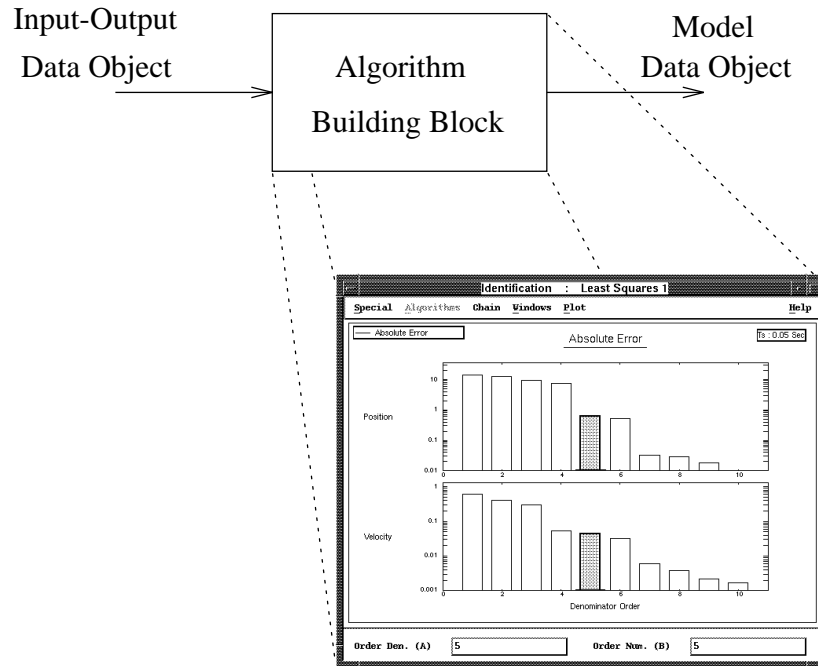 Input-Output
Data Object
Algorithm
Building Block
Model
Data Object
Identification : Least Squares 1
Special Algorithms Chain Windows Plot Help
Absolute Error
Absolute Error
Ts : 0.05 Sec
Position
10
1
0.1
0.01
0 2 4 6 8 10
Velocity
1
0.1
0.01
0.001
0 2 4 6 8 10
Denominator Order
Order Den. (A) 5 Order Num. (B) 5